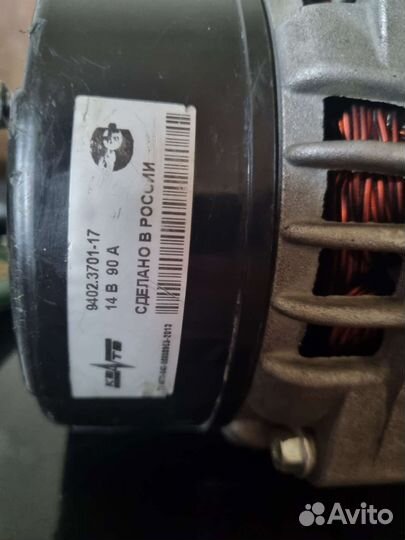 9402.3701-17
14 В 90 А
СДЕЛАНО В РОССИИ
КЗАТЭ
Avito